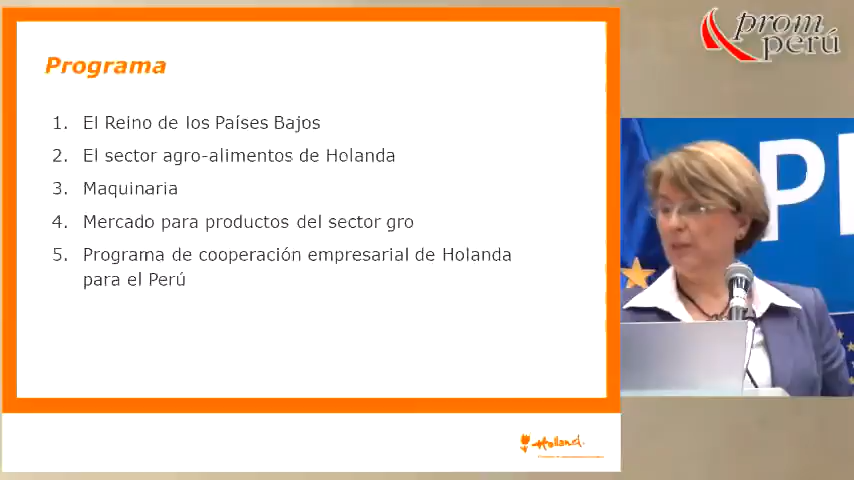 prom
perú
Programa
1. El Reino de los Países Bajos
2. El sector agro-alimentos de Holanda
3. Maquinaria
4. Mercado para productos del sector gro
5. Programa de cooperación empresarial de Holanda
para el Perú
P
Holland.